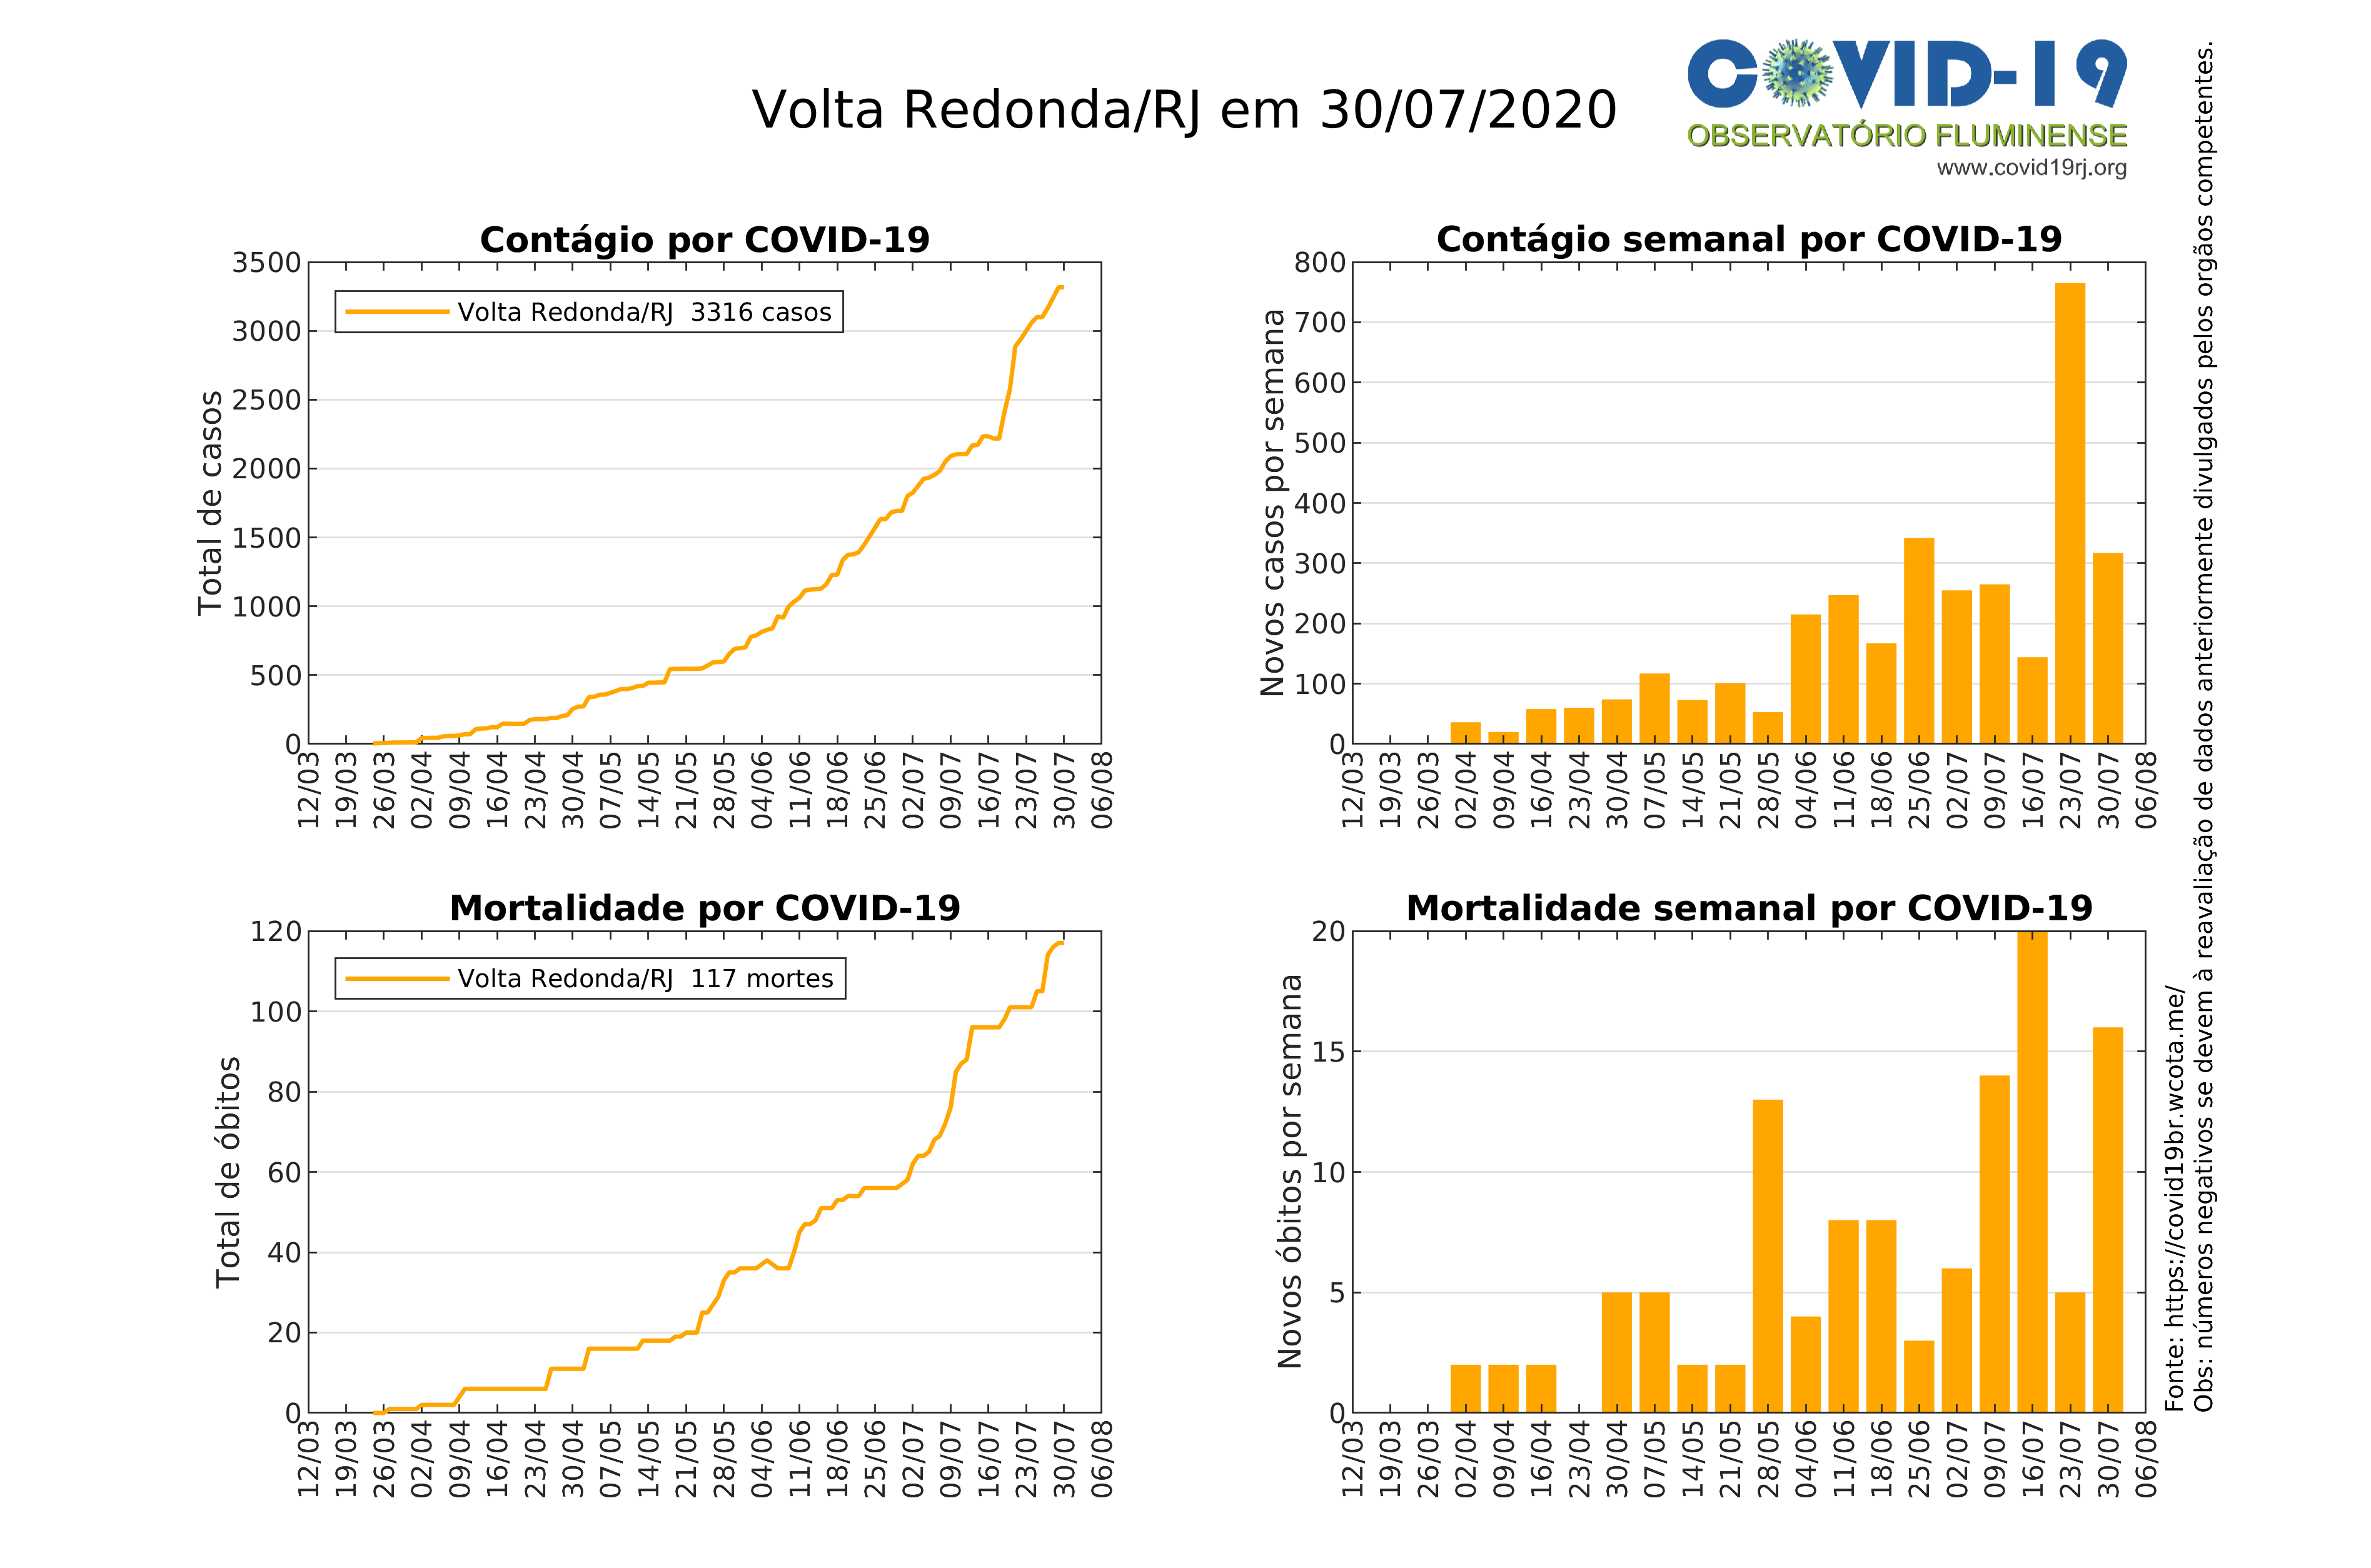 Volta Redonda/RJ em 30/07/2020
COVID-19
OBSERVATÓRIO FLUMINENSE
www.covid19rj.org
Contágio por COVID-19
Total de casos
3500
3000
2500
2000
1500
1000
500
0
Volta Redonda/RJ 3316 casos
12/03 19/03 26/03 02/04 09/04 16/04 23/04 30/04 07/05 14/05 21/05 28/05 04/06 11/06 18/06 25/06 02/07 09/07 16/07 23/07 30/07 06/08
Contágio semanal por COVID-19
Novos casos por semana
800
700
600
500
400
300
200
100
0
12/03 19/03 26/03 02/04 09/04 16/04 23/04 30/04 07/05 14/05 21/05 28/05 04/06 11/06 18/06 25/06 02/07 09/07 16/07 23/07 30/07 06/08
Mortalidade por COVID-19
Total de óbitos
120
100
80
60
40
20
0
Volta Redonda/RJ 117 mortes
12/03 19/03 26/03 02/04 09/04 16/04 23/04 30/04 07/05 14/05 21/05 28/05 04/06 11/06 18/06 25/06 02/07 09/07 16/07 23/07 30/07 06/08
Mortalidade semanal por COVID-19
Novos óbitos por semana
20
15
10
5
0
12/03 19/03 26/03 02/04 09/04 16/04 23/04 30/04 07/05 14/05 21/05 28/05 04/06 11/06 18/06 25/06 02/07 09/07 16/07 23/07 30/07 06/08
Fonte: https://covid19br.wcota.me/
Obs: números negativos se devem à reavaliação de dados anteriormente divulgados pelos orgãos competentes.